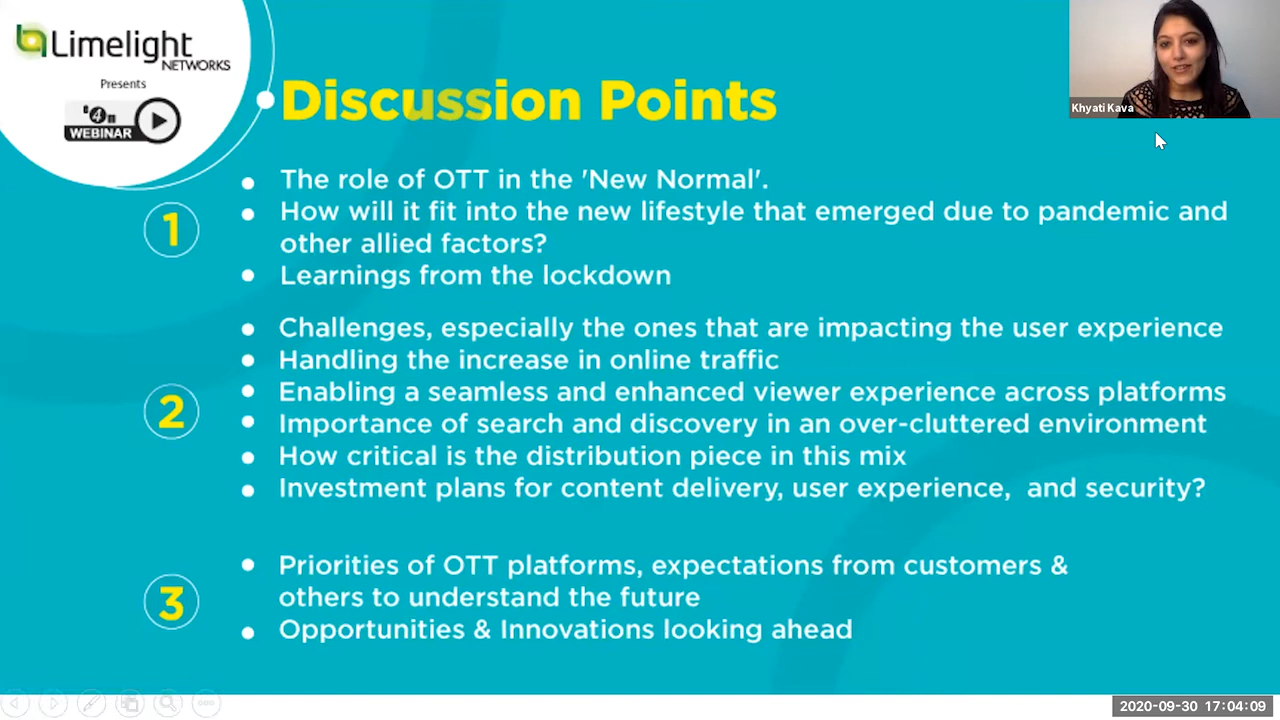 Limelight
NETWORKS
Presents
e4m
WEBINAR
Discussion Points
Khyati Kava
1
The role of OTT in the 'New Normal'.
How will it fit into the new lifestyle that emerged due to pandemic and
other allied factors?
Learnings from the lockdown
2
Challenges, especially the ones that are impacting the user experience
Handling the increase in online traffic
Enabling a seamless and enhanced viewer experience across platforms
Importance of search and discovery in an over-cluttered environment
How critical is the distribution piece in this mix
Investment plans for content delivery, user experience, and security?
3
Priorities of OTT platforms, expectations from customers &
others to understand the future
Opportunities & Innovations looking ahead
2020-09-30 17:04:09